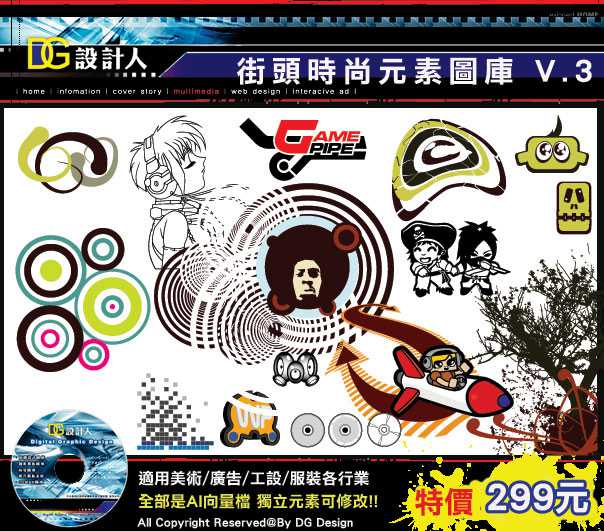 HOME
DG設計人
街頭時尚元素圖庫 V.3
| home | infomation | cover story | multimedia | web design | interacive ad |
GAME
PIPE
DG設計人
Digital Graphic Design
適用美術/廣告/工設/服裝各行業
全部是AI向量檔 獨立元素可修改!!
All Copyright Reserved@By DG Design
特價 299元